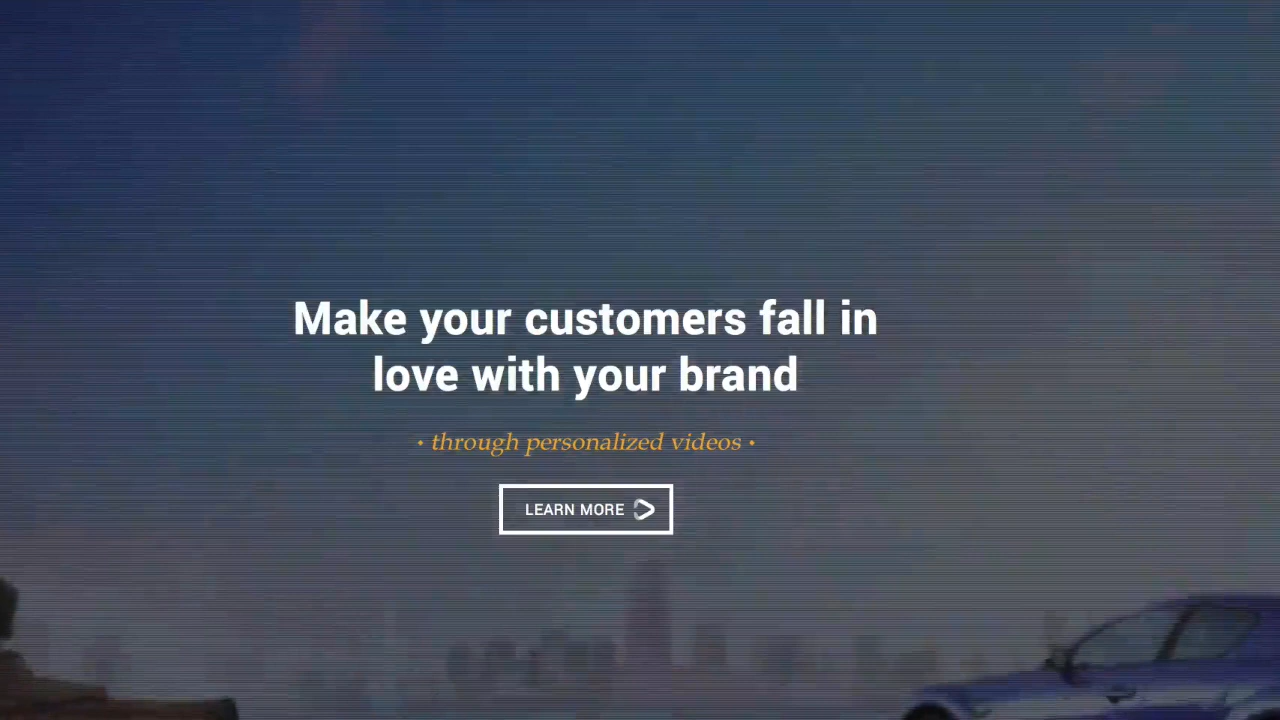 Make your customers fall in
love with your brand
• through personalized videos •
LEARN MORE